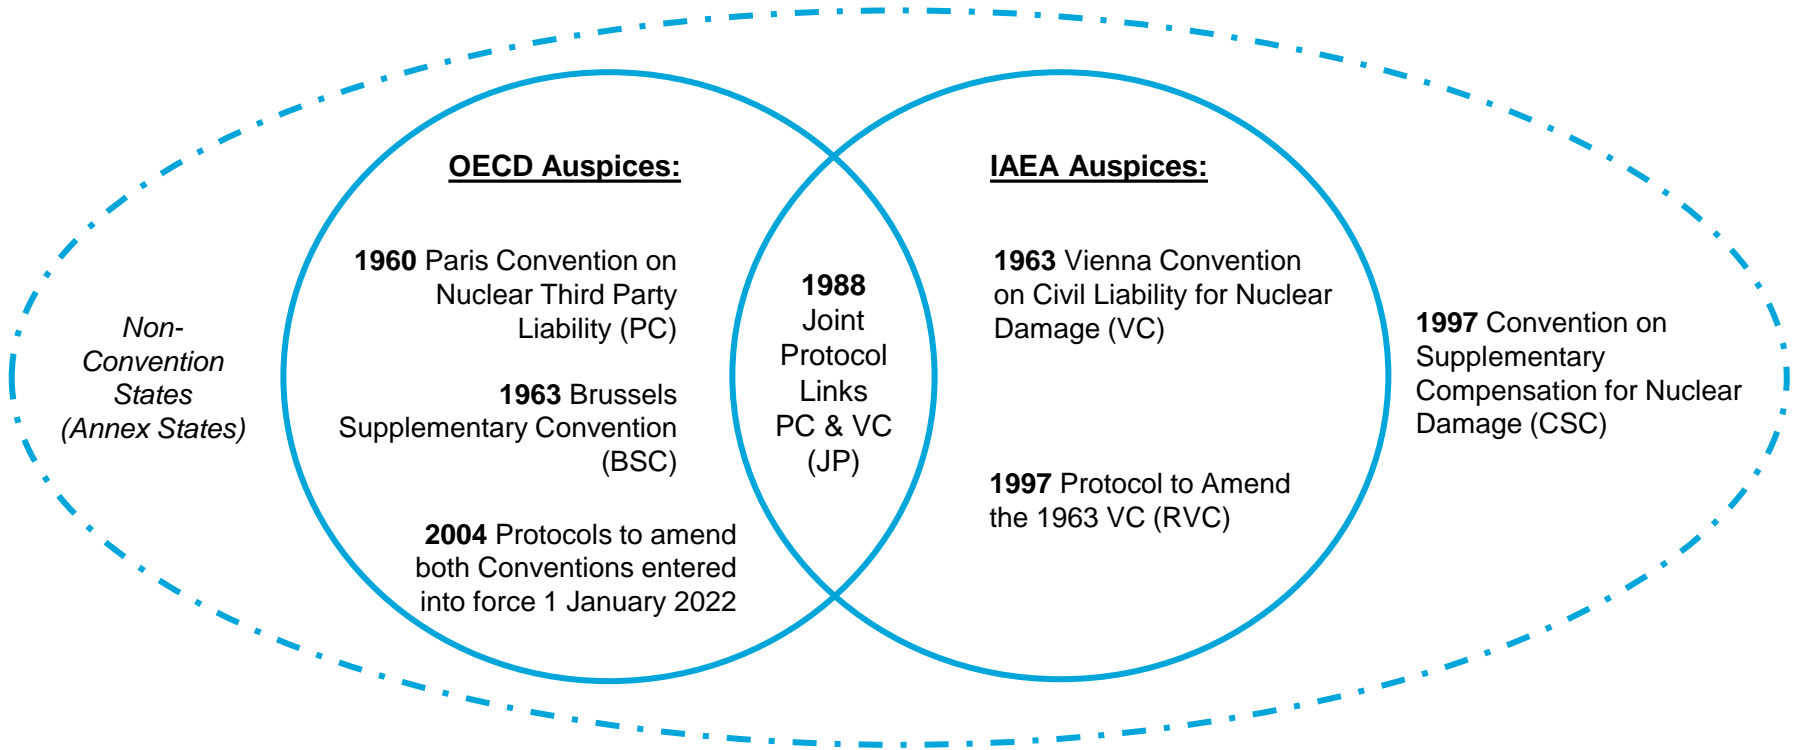 OECD Auspices:
1960 Paris Convention on
Nuclear Third Party
Liability (PC)
1963 Brussels
Supplementary Convention
(BSC)
2004 Protocols to amend
both Conventions entered
into force 1 January 2022
1988
Joint
Protocol
Links
PC & VC
(JP)
IAEA Auspices:
1963 Vienna Convention
on Civil Liability for Nuclear
Damage (VC)
1997 Protocol to Amend
the 1963 VC (RVC)
Non-
Convention
States
(Annex States)
1997 Convention on
Supplementary
Compensation for Nuclear
Damage (CSC)